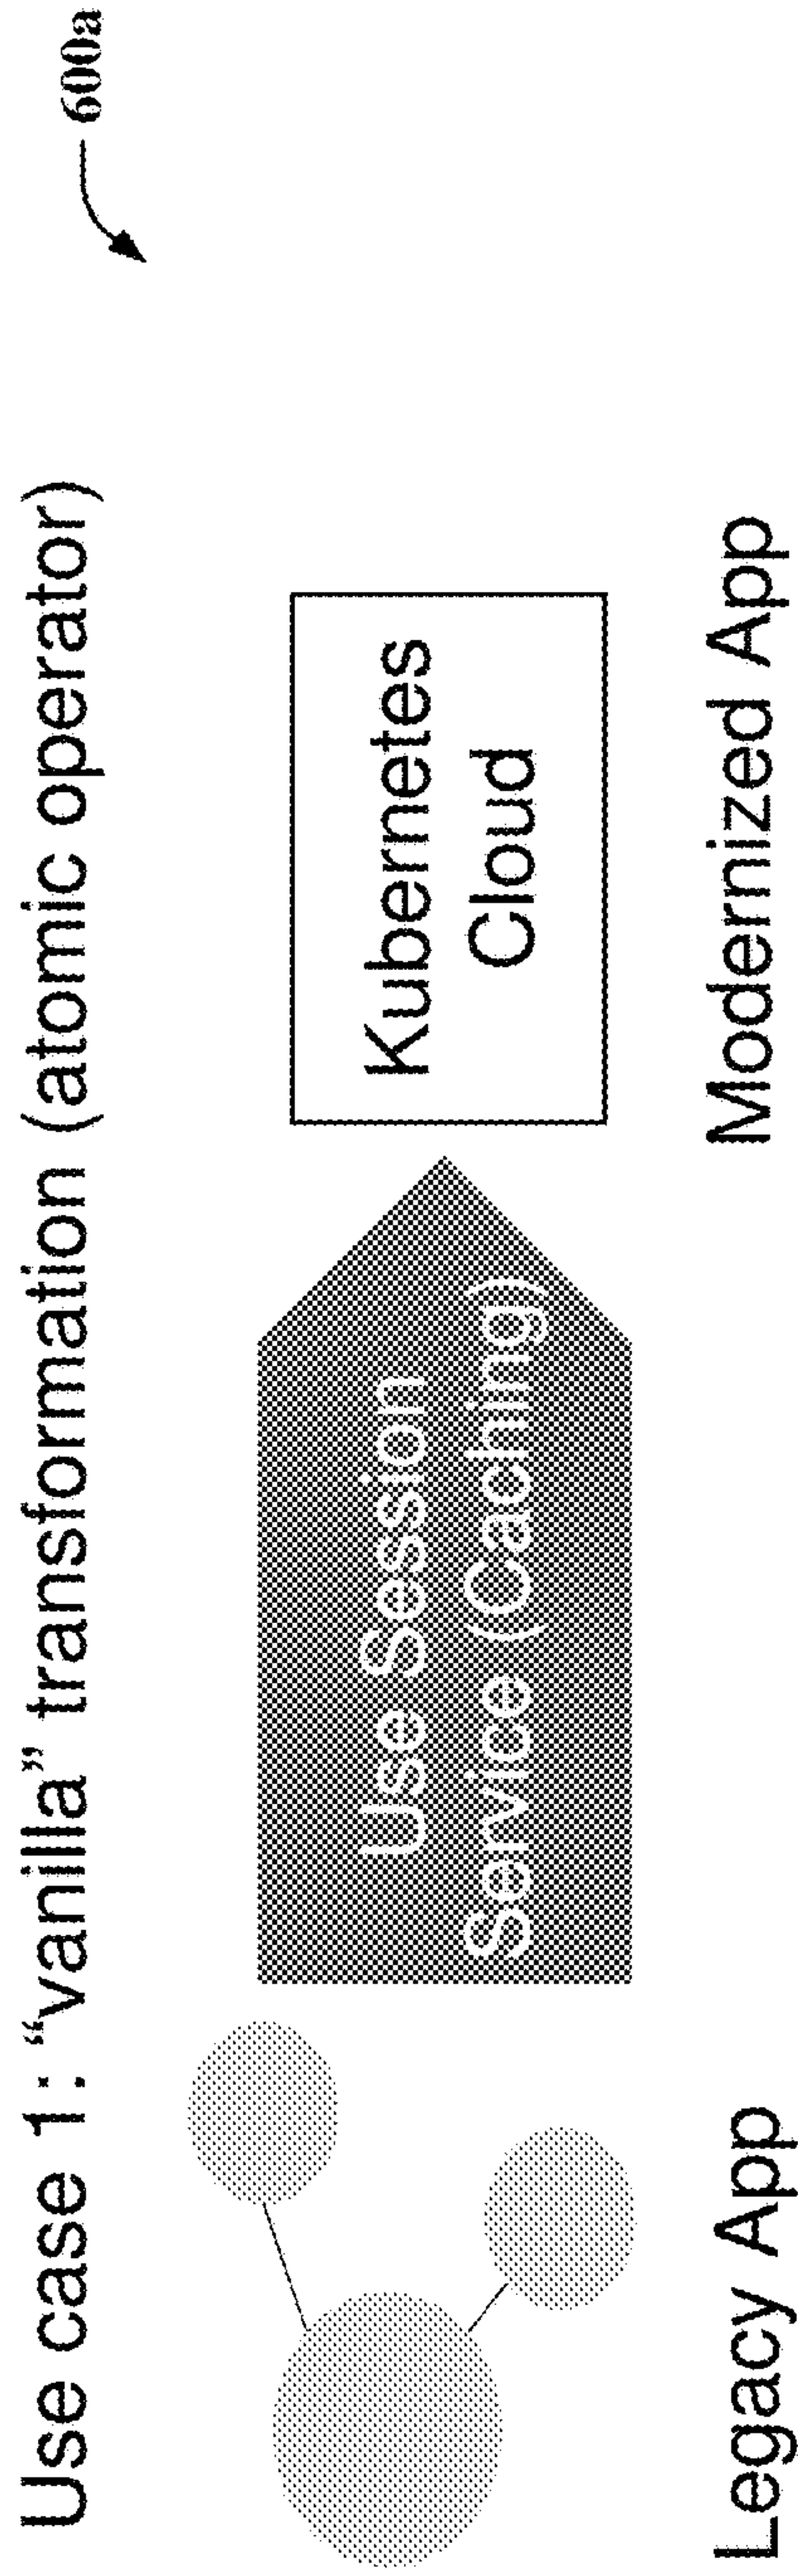 600a
Use case 1: “vanilla” transformation (atomic operator)
Use Session
Service (Caching)
Kubernetes
Cloud
Legacy App
Modernized App